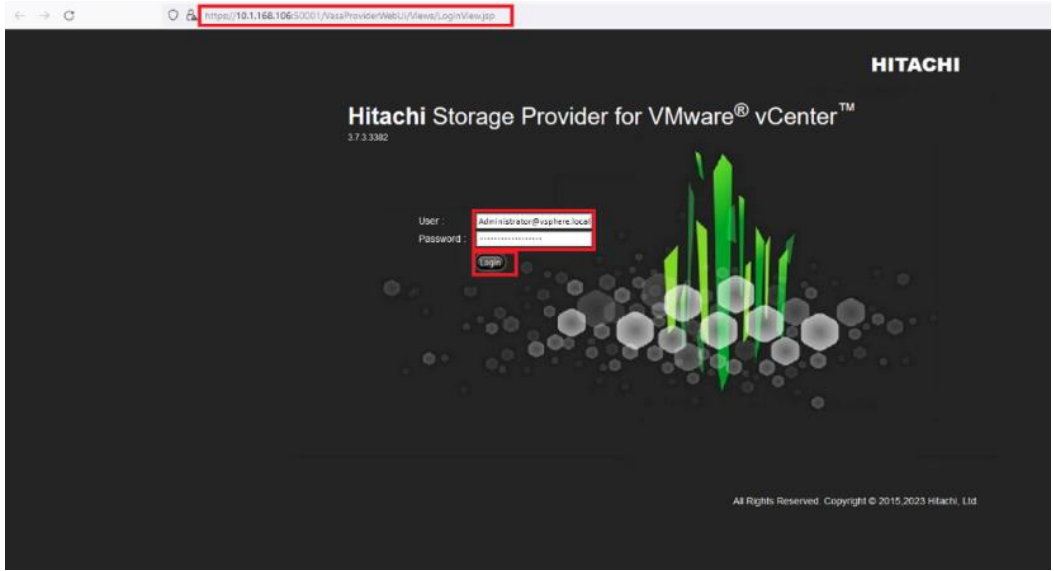 https://10.1.168.106:50001/VasaProviderWebUi/Views/LoginView.jsp
HITACHI
Hitachi Storage Provider for VMware® vCenter™
3.7.3.3382
User :
Administrator@vsphere.local
Password :
Login
All Rights Reserved. Copyright © 2015,2023 Hitachi, Ltd.